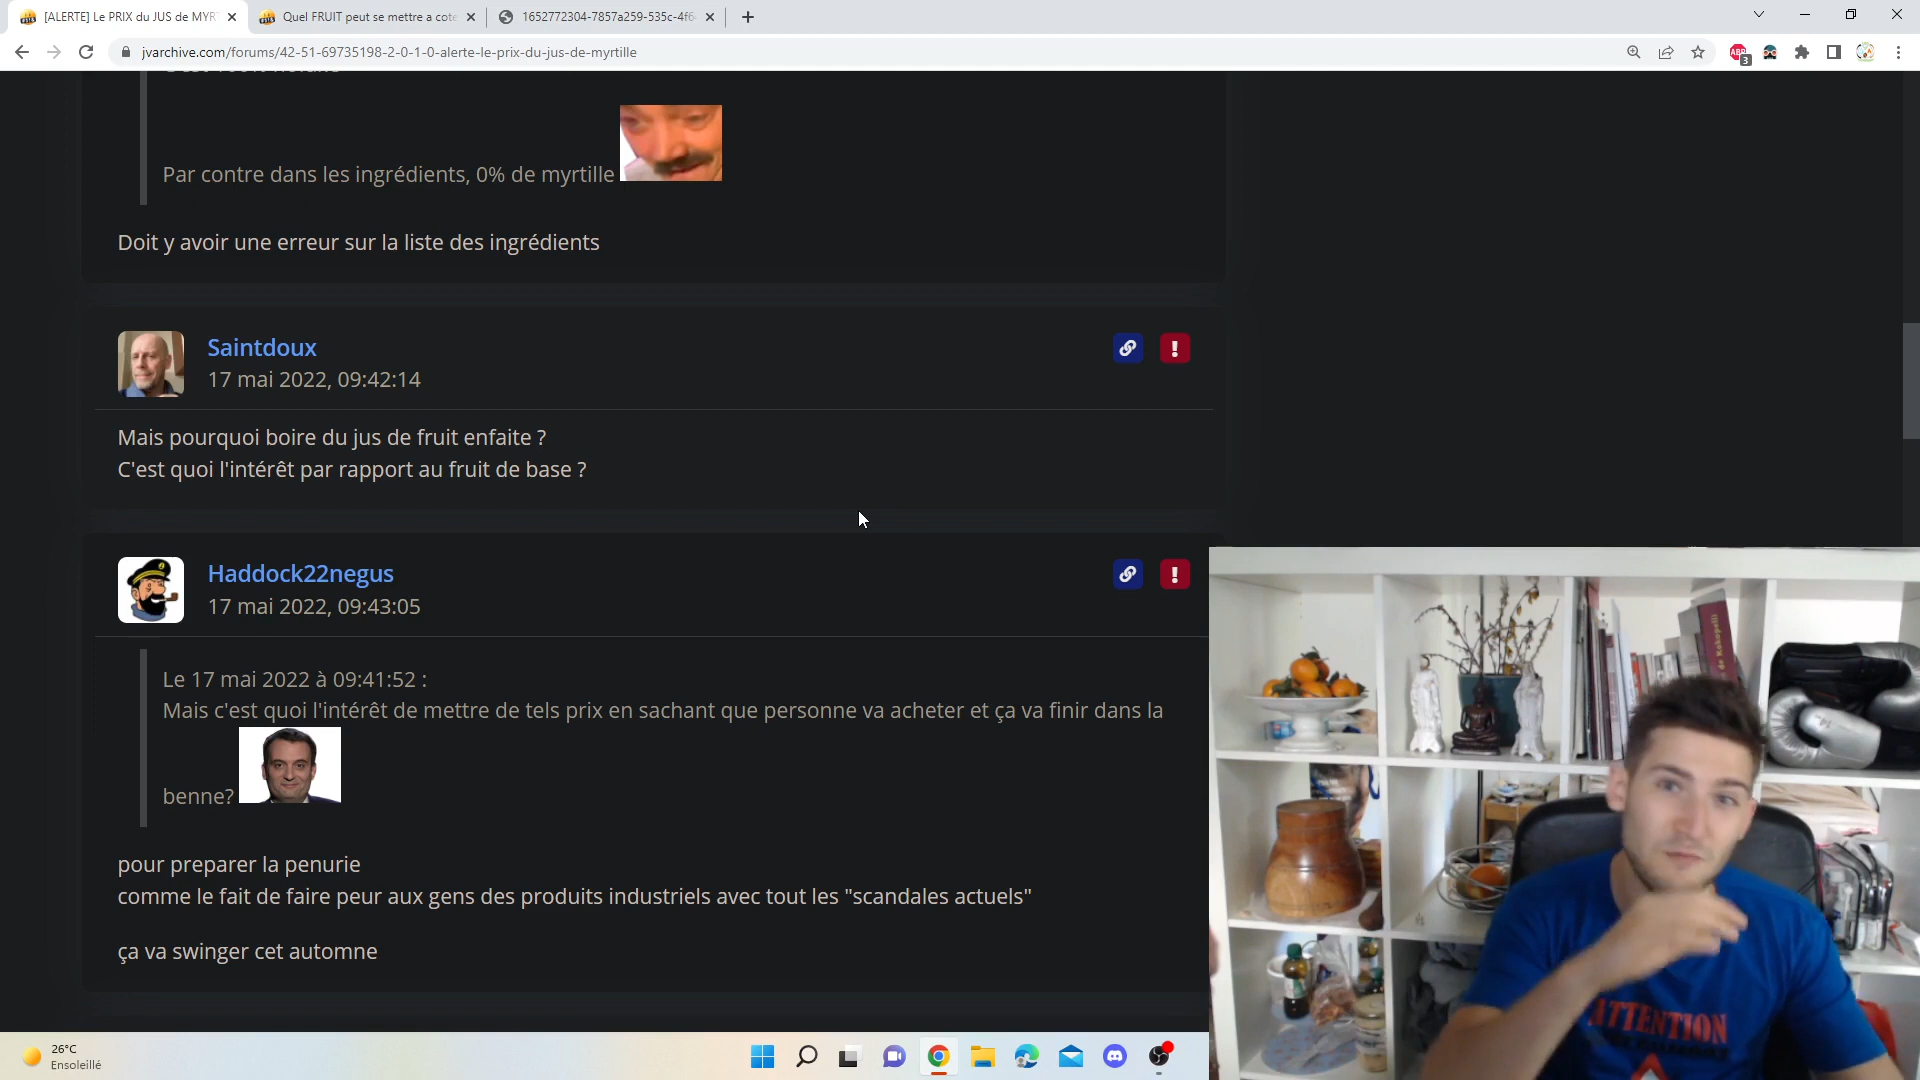 [ALERTE] Le PRIX du JUS de MYR
Quel FRUIT peut se mettre a cote
1652772304-7857a259-535c-4f6
jvarchive.com/forums/42-51-69735198-2-0-1-0-alerte-le-prix-du-jus-de-myrtille
ABP
3
Par contre dans les ingrédients, 0% de myrtille
Doit y avoir une erreur sur la liste des ingrédients
Saintdoux
17 mai 2022, 09:42:14
Mais pourquoi boire du jus de fruit enfaite ?
C'est quoi l'intérêt par rapport au fruit de base ?
Haddock22negus
17 mai 2022, 09:43:05
Le 17 mai 2022 à 09:41:52 :
Mais c'est quoi l'intérêt de mettre de tels prix en sachant que personne va acheter et ça va finir dans la
benne?
pour preparer la penurie
comme le fait de faire peur aux gens des produits industriels avec tout les "scandales actuels"
ça va swinger cet automne
de Kokopelli
ATTENTION
26°C
Ensoleillé